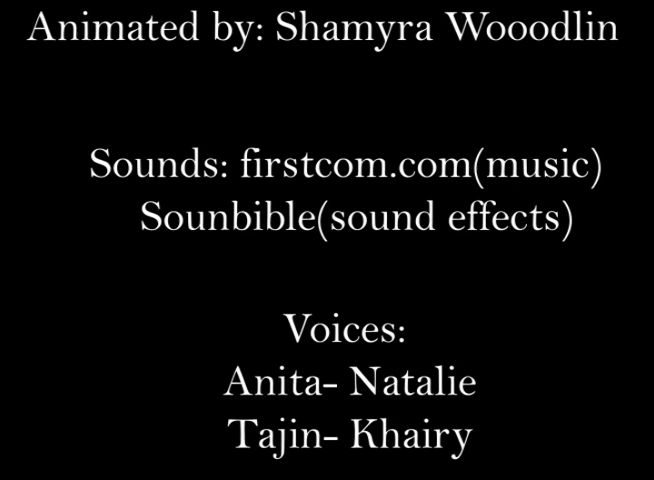 Animated by: Shamyra Wooodlin
Sounds: firstcom.com(music)
Sounbible(sound effects)
Voices:
Anita- Natalie
Tajin- Khairy